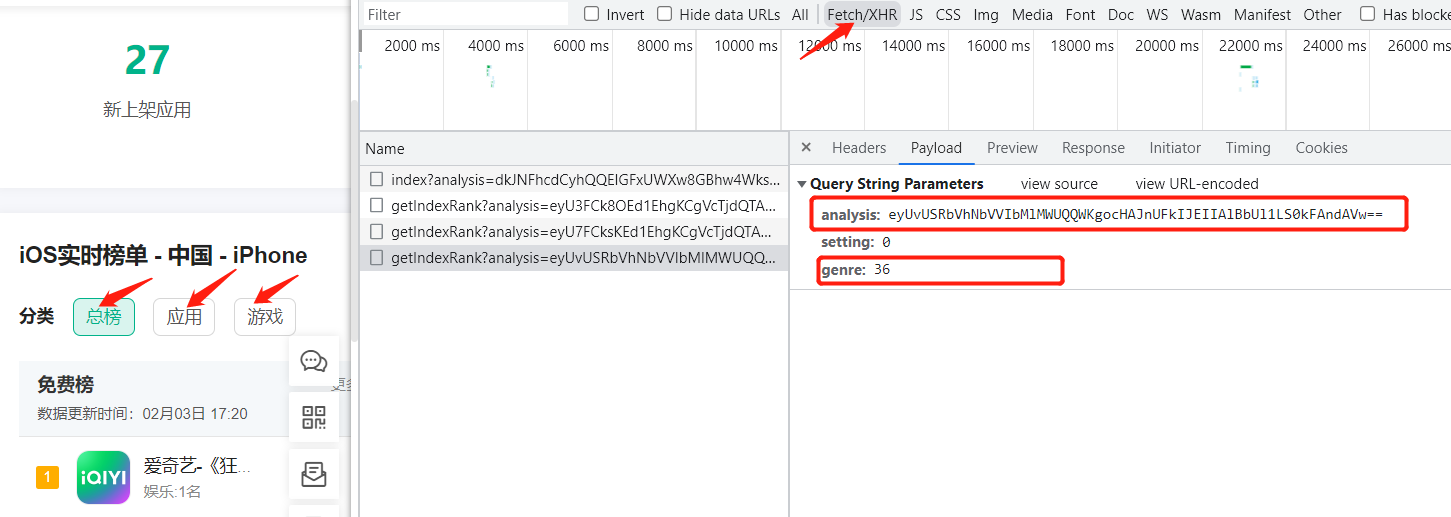 27
新上架应用
iOS实时榜单 - 中国 - iPhone
分类 总榜 应用 游戏
免费榜
数据更新时间：02月03日 17:20
1 iQIYI 爱奇艺-《狂...
娱乐:1名
Filter Invert Hide data URLs All Fetch/XHR JS CSS Img Media Font Doc WS Wasm Manifest Other Has blocke
2000 ms 4000 ms 6000 ms 8000 ms 10000 ms 12000 ms 14000 ms 16000 ms 18000 ms 20000 ms 22000 ms 24000 ms 26000 ms
Name
index?analysis=dkJNFhcdCyhQQElGFxUWXw8GBhw4Wks...
getIndexRank?analysis=eyU3FCk8OEd1EhgKCgVcTjdQTA...
getIndexRank?analysis=eyU7FCksKEd1EhgKCgVcTjdQTA...
getIndexRank?analysis=eyUvUSRbVhNbVVIbMlMWUQQ...
× Headers Payload Preview Response Initiator Timing Cookies
Query String Parameters view source view URL-encoded
analysis: eyUvUSRbVhNbVVIbMlMWUQQWKgocHAJnUFkIJEIIAlBbUl1LS0kFAndAVw==
setting: 0
genre: 36